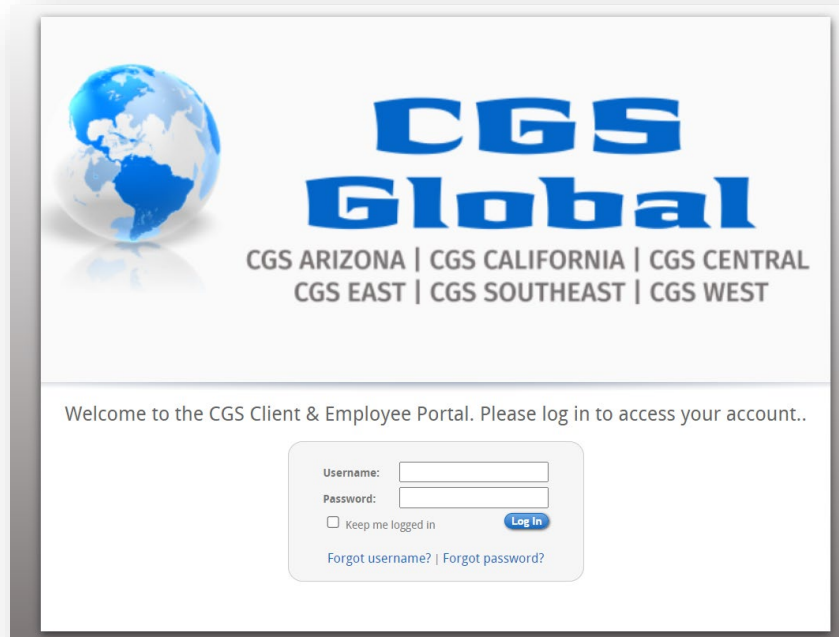 CGS
Global
CGS ARIZONA | CGS CALIFORNIA | CGS CENTRAL
CGS EAST | CGS SOUTHEAST | CGS WEST
Welcome to the CGS Client & Employee Portal. Please log in to access your account..
Username:
Password:
Keep me logged in
Log In
Forgot username? | Forgot password?